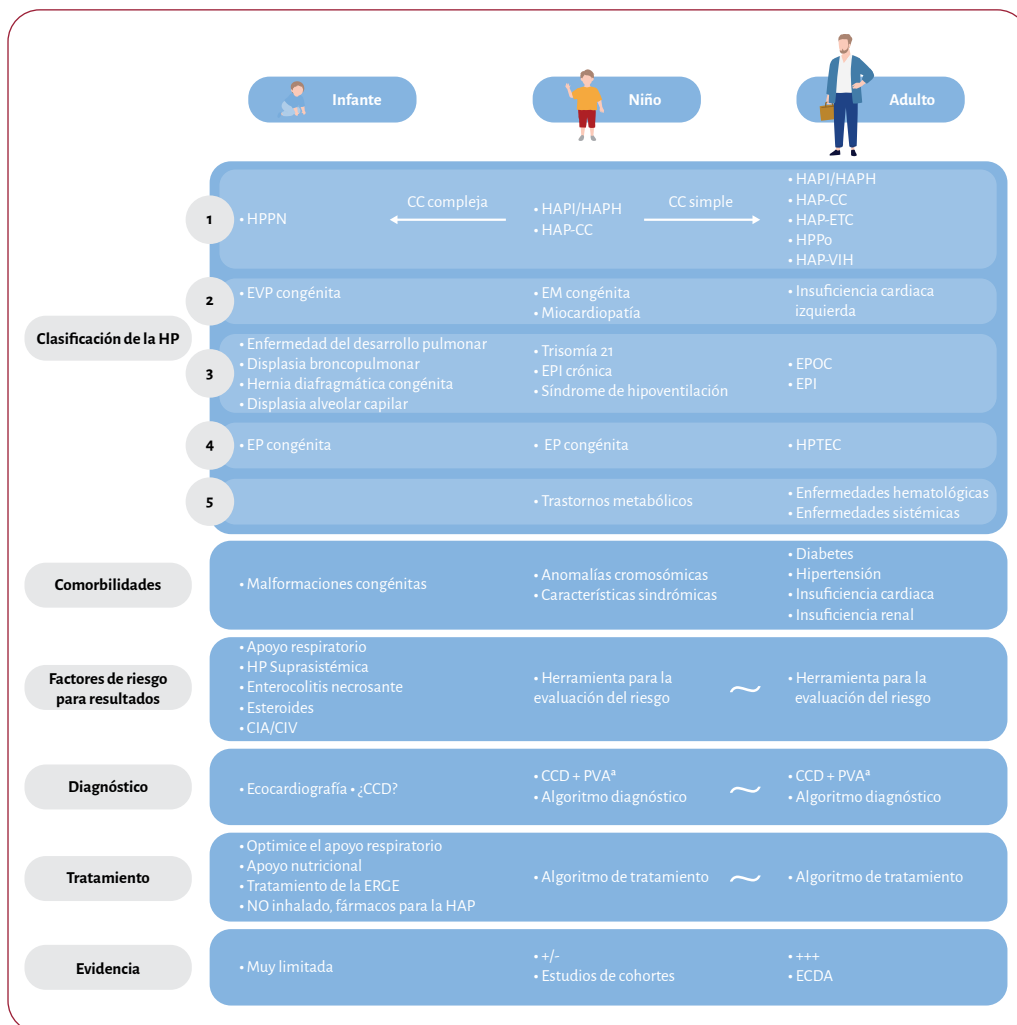 Infante
Niño
Adulto
Clasificación de la HP
1
• HPPN
CC compleja
• HAPI/HAPH
• HAP-CC
CC simple
• HAPI/HAPH
• HAP-CC
• HAP-ETC
• HPPo
• HAP-VIH
2
• EVP congénita
• EM congénita
• Miocardiopatía
• Insuficiencia cardiaca
izquierda
3
• Enfermedad del desarrollo pulmonar
• Displasia broncopulmonar
• Hernia diafragmática congénita
• Displasia alveolar capilar
• Trisomía 21
• EPI crónica
• Síndrome de hipoventilación
• EPOC
• EPI
4
• EP congénita
• EP congénita
• HPTEC
5
• Trastornos metabólicos
• Enfermedades hematológicas
• Enfermedades sistémicas
Comorbilidades
• Malformaciones congénitas
• Anomalías cromosómicas
• Características sindrómicas
• Diabetes
• Hipertensión
• Insuficiencia cardiaca
• Insuficiencia renal
Factores de riesgo
para resultados
• Apoyo respiratorio
• HP Suprasistémica
• Enterocolitis necrosante
• Esteroides
• CIA/CIV
• Herramienta para la
evaluación del riesgo
~
• Herramienta para la
evaluación del riesgo
Diagnóstico
• Ecocardiografía • ¿CCD?
• CCD + PVAª
• Algoritmo diagnóstico
~
• CCD + PVAª
• Algoritmo diagnóstico
Tratamiento
• Optimice el apoyo respiratorio
• Apoyo nutricional
• Tratamiento de la ERGE
• NO inhalado, fármacos para la HAP
• Algoritmo de tratamiento
~
• Algoritmo de tratamiento
Evidencia
• Muy limitada
• +/-
• Estudios de cohortes
• +++
• ECDA